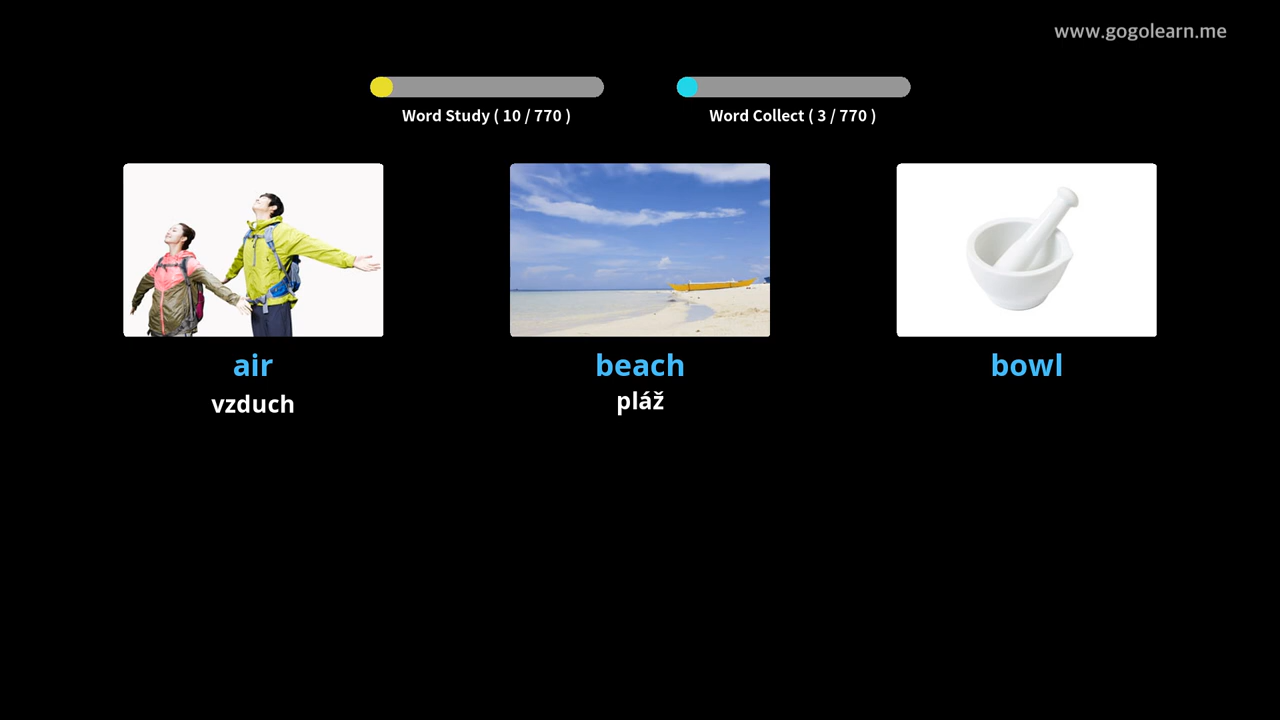 www.gogolearn.me
Word Study ( 10 / 770 )
Word Collect ( 3 / 770 )
air
beach
bowl
vzduch
pláž